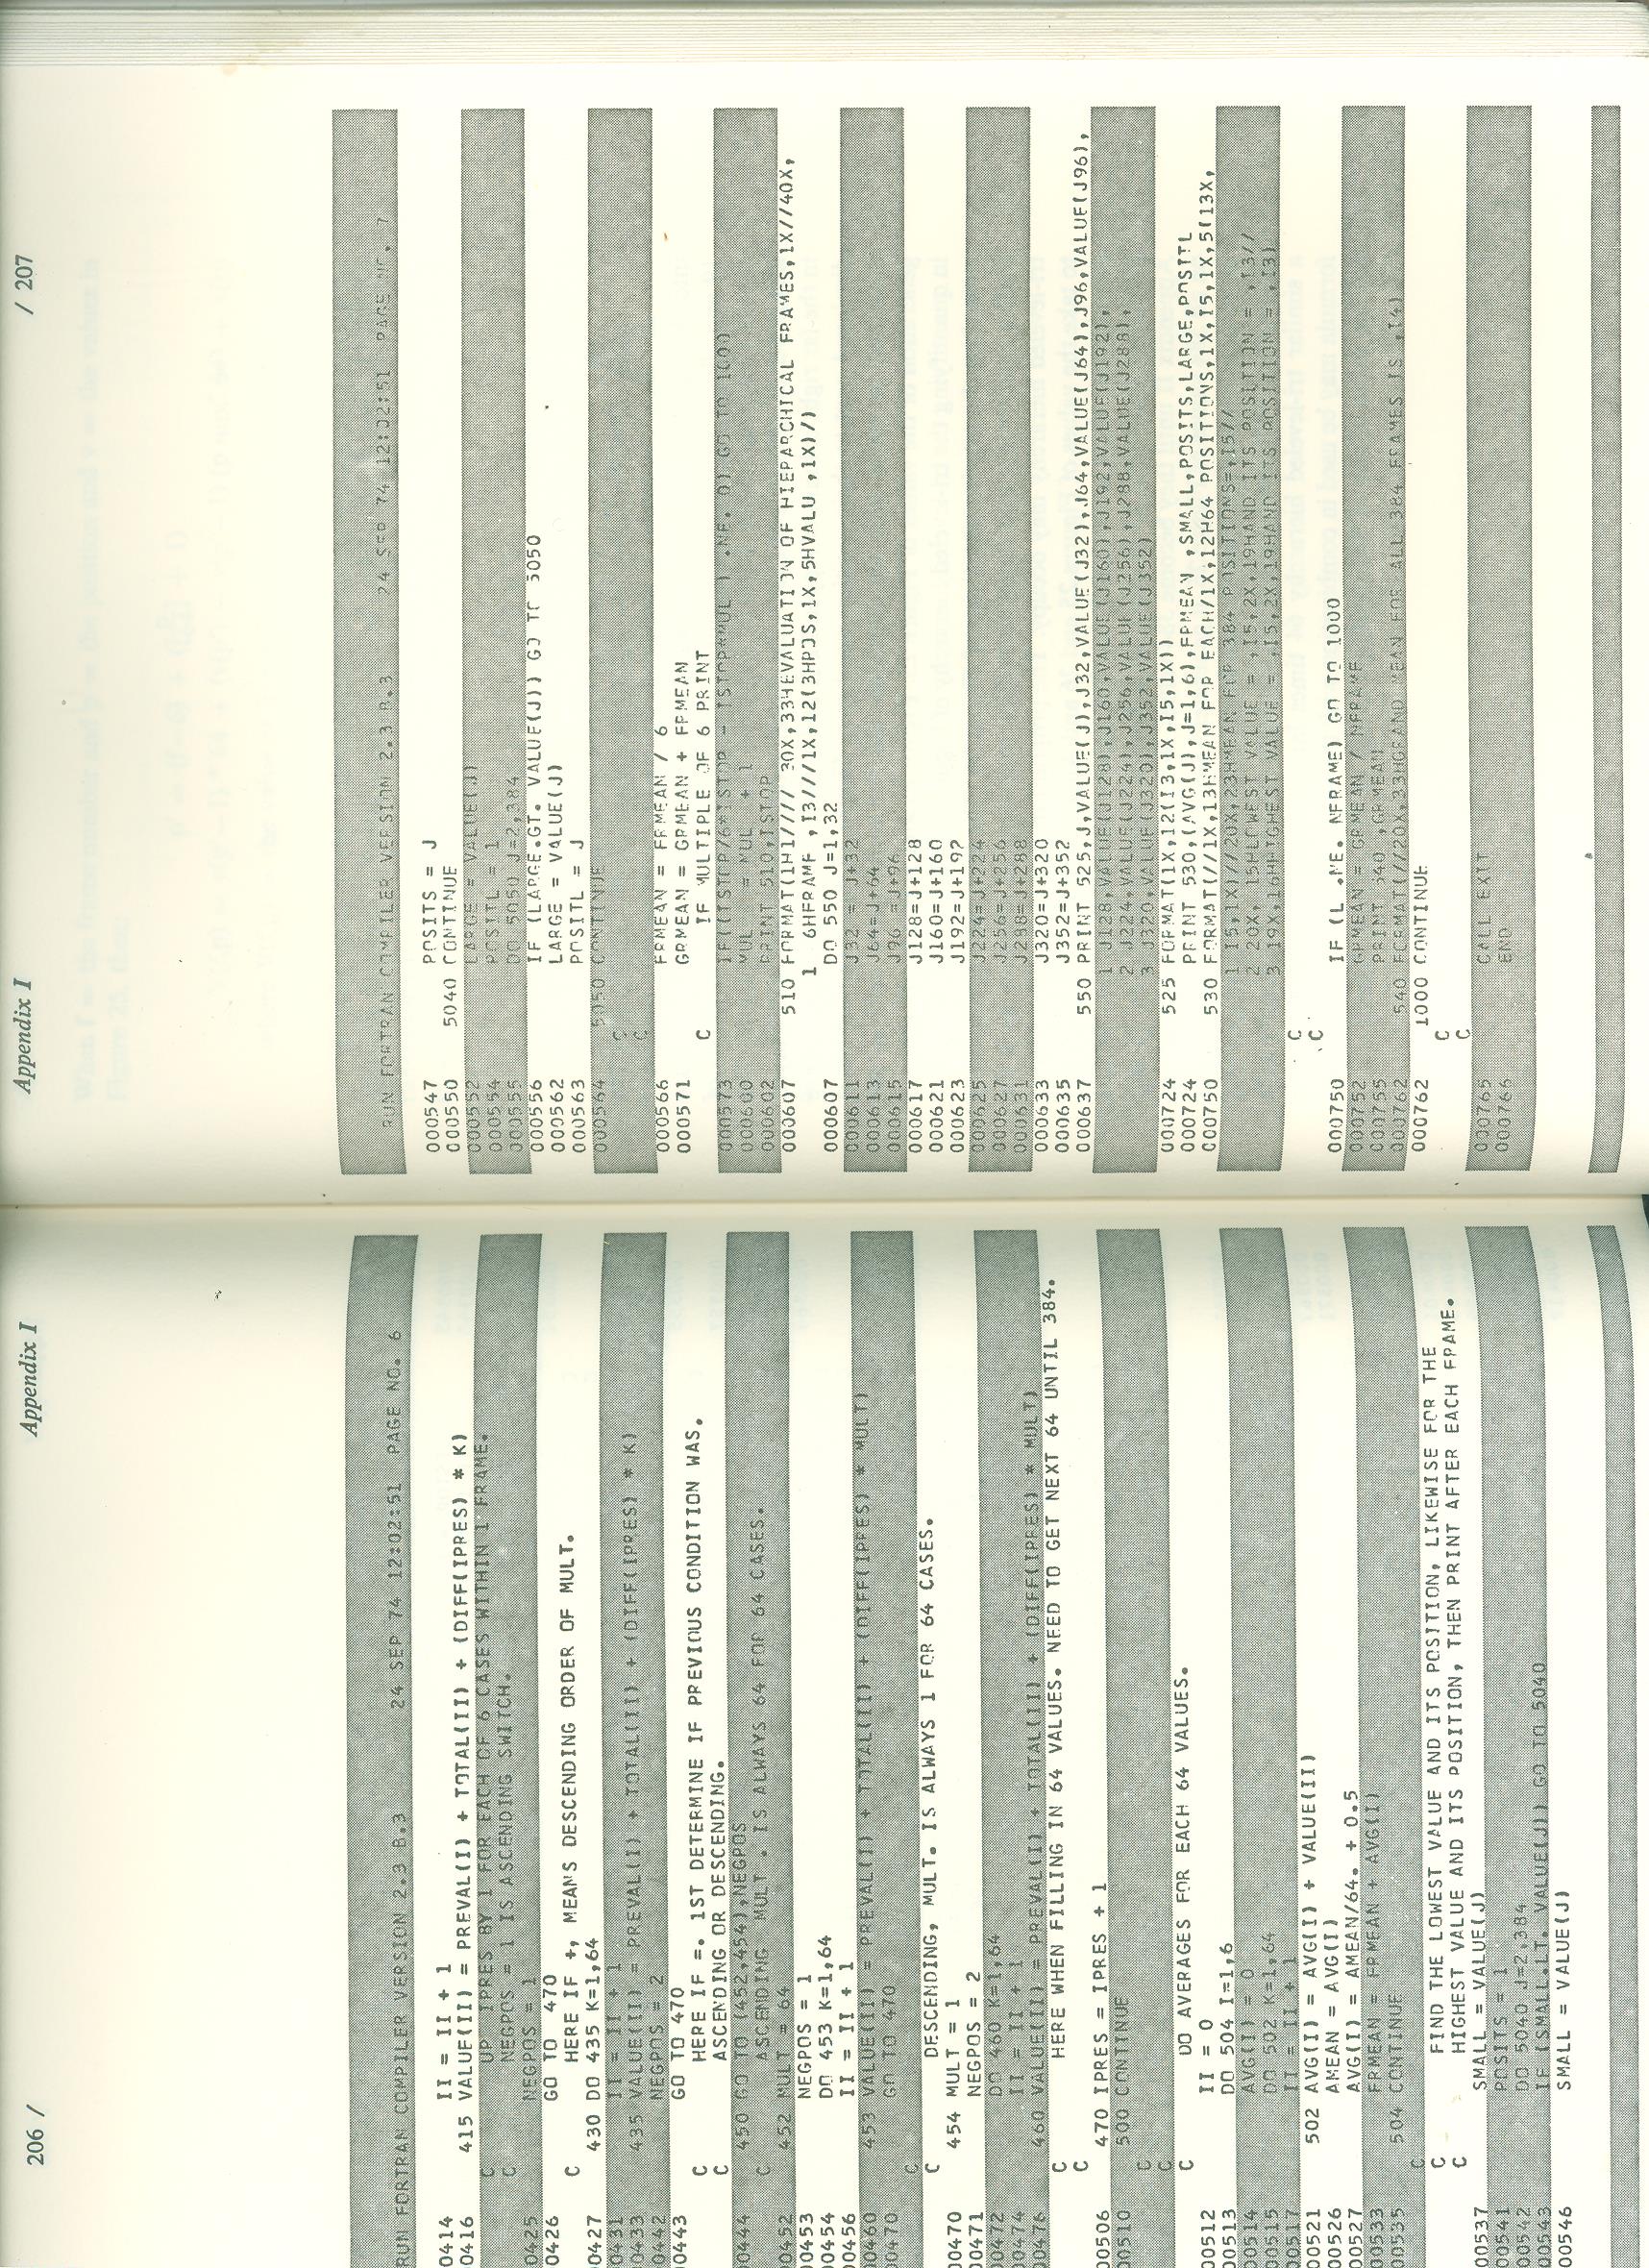 206 /
Appendix I
RUN FORTRAN COMPILER VERSION 2.3 B.3 24 SEP 74 12:02:51 PAGE NO. 6
00414 II = II + 1
00416 415 VALUE(II) = PREVAL(I) + TOTAL(II) + (DIFF(IPRES) * K)
C UP IPRES BY 1 FOR EACH OF 6 CASES WITHIN 1 FRAME.
C NEGPOS = 1 IS ASCENDING SWITCH.
00425 NEGPOS = 1
00426 GO TO 470
C HERE IF +, MEANS DESCENDING ORDER OF MULT.
00427 430 DO 435 K=1,64
00431 II = II + 1
00433 435 VALUE(II) = PREVAL(I) + TOTAL(II) + (DIFF(IPRES) * K)
00442 NEGPOS = 2
00443 GO TO 470
C HERE IF =. 1ST DETERMINE IF PREVIOUS CONDITION WAS.
C ASCENDING OR DESCENDING.
00444 450 GO TO (452,454),NEGPOS
C ASCENDING MULT . IS ALWAYS 64 FOR 64 CASES.
00452 452 MULT = 64
00453 NEGPOS = 1
00454 DO 453 K=1,64
00456 II = II + 1
00460 453 VALUE(II) = PREVAL(I) + TOTAL(II) + (DIFF(IPRES) * MULT)
00470 GO TO 470
C
C DESCENDING, MULT. IS ALWAYS 1 FOR 64 CASES.
00470 454 MULT = 1
00471 NEGPOS = 2
00472 DO 460 K=1,64
00474 II = II + 1
00476 460 VALUE(II) = PREVAL(I) + TOTAL(II) + (DIFF(IPRES) * MULT)
C HERE WHEN FILLING IN 64 VALUES. NEED TO GET NEXT 64 UNTIL 384.
C
00506 470 IPRES = IPRES + 1
00510 500 CONTINUE
C
C
C DO AVERAGES FOR EACH 64 VALUES.
00512 II = 0
00513 DO 504 I=1,6
00514 AVG(I) = 0
00515 DO 502 K=1,64
00517 II = II + 1
00521 502 AVG(I) = AVG(I) + VALUE(II)
00526 AMEAN = AVG(I)
00527 AVG(I) = AMEAN/64. + 0.5
00533 FRMEAN = FRMEAN + AVG(I)
00535 504 CONTINUE
C
C FIND THE LOWEST VALUE AND ITS POSITION, LIKEWISE FOR THE
C HIGHEST VALUE AND ITS POSITION, THEN PRINT AFTER EACH FRAME.
00537 SMALL = VALUE(J)
00541 POSITS = 1
00542 DO 5040 J=2,384
00543 IF (SMALL.LT. VALUE(J)) GO TO 5040
00546 SMALL = VALUE(J)
Appendix I
/ 207
RUN FORTRAN COMPILER VERSION 2.3 B.3 24 SEP 74 12:02:51 PAGE NO. 7
000547 POSITS = J
000550 5040 CONTINUE
000552 LARGE = VALUE(J)
000554 POSITL = 1
000555 DO 5050 J=2,384
000556 IF (LARGE.GT. VALUE(J)) GO TO 5050
000562 LARGE = VALUE(J)
000563 POSITL = J
000564 5050 CONTINUE
C
C
000566 FRMEAN = FRMEAN / 6
000571 GRMEAN = GRMEAN + FRMEAN
C IF MULTIPLE OF 6 PRINT
000573 IF((ISTOP/6*ISTOP - ISTOP*MUL ) .NE. 0) GO TO 1000
000600 MUL = MUL + 1
000602 PRINT 510,ISTOP
000607 510 FORMAT(1H1//// 30X,33HEVALUATION OF HIERARCHICAL FRAMES,1X//40X,
1 6HFRAME ,I3///1X,12(3HPOS,1X,5HVALU ,1X)/)
000607 DO 550 J=1,32
000611 J32 = J+32
000613 J64=J+64
000615 J96 =J+96
000617 J128=J+128
000621 J160=J+160
000623 J192=J+192
000625 J224=J+224
000627 J256=J+256
000631 J288=J+288
000633 J320=J+320
000635 J352=J+352
000637 550 PRINT 525,J,VALUE(J),J32,VALUE(J32),J64,VALUE(J64),J96,VALUE(J96),
1 J128,VALUE(J128),J160,VALUE(J160),J192,VALUE(J192),
2 J224,VALUE(J224),J256,VALUE(J256),J288,VALUE(J288),
3 J320,VALUE(J320),J352,VALUE(J352)
000724 525 FORMAT(1X,12(I3,1X,I5,1X))
000724 PRINT 530,(AVG(J),J=1,6),FRMEAN ,SMALL,POSITS,LARGE,POSITL
000750 530 FORMAT(//1X,13HMEAN FOR EACH/1X,12H64 POSITIONS,1X,I5,1X,5(13X,
1 I5,1X)//20X,23HMEAN FOR 384 POSITIONS=,I5//
2 20X, 15HLOWEST VALUE = ,I5,2X,19HAND ITS POSITION = ,I3//
3 19X,16HHIGHEST VALUE = ,I5,2X,19HAND ITS POSITION = ,I3)
C
C
000750 IF (L .NE. NFRAME) GO TO 1000
000752 GRMEAN = GRMEAN / NFRAME
000755 PRINT 540 ,GRMEAN
000762 540 FORMAT(//20X,33HGRAND MEAN FOR ALL 384 FRAMES IS ,I4)
000762 1000 CONTINUE
C
C
000765 CALL EXIT
000766 END